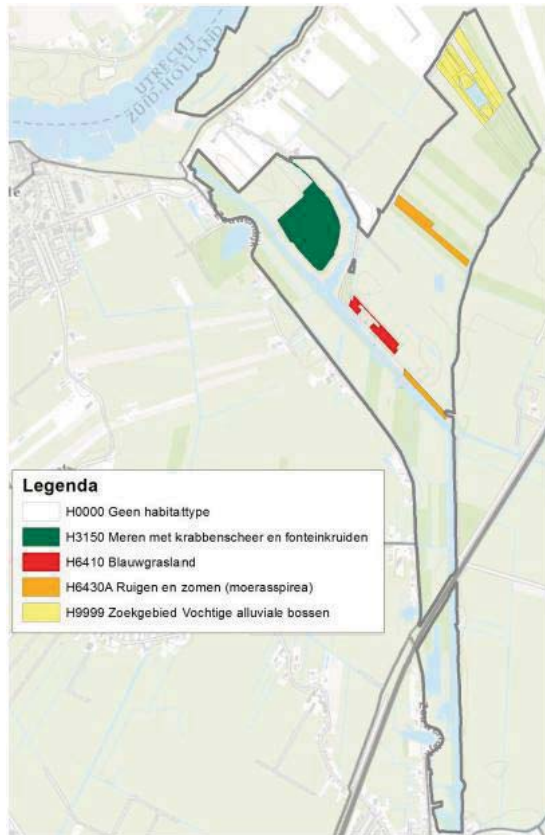 UTRECHT
ZUID-HOLLAND
Legenda
H0000 Geen habitattype
H3150 Meren met krabbenscheer en fonteinkruiden
H6410 Blauwgrasland
H6430A Ruigen en zomen (moerasspirea)
H9999 Zoekgebied Vochtige alluviale bossen